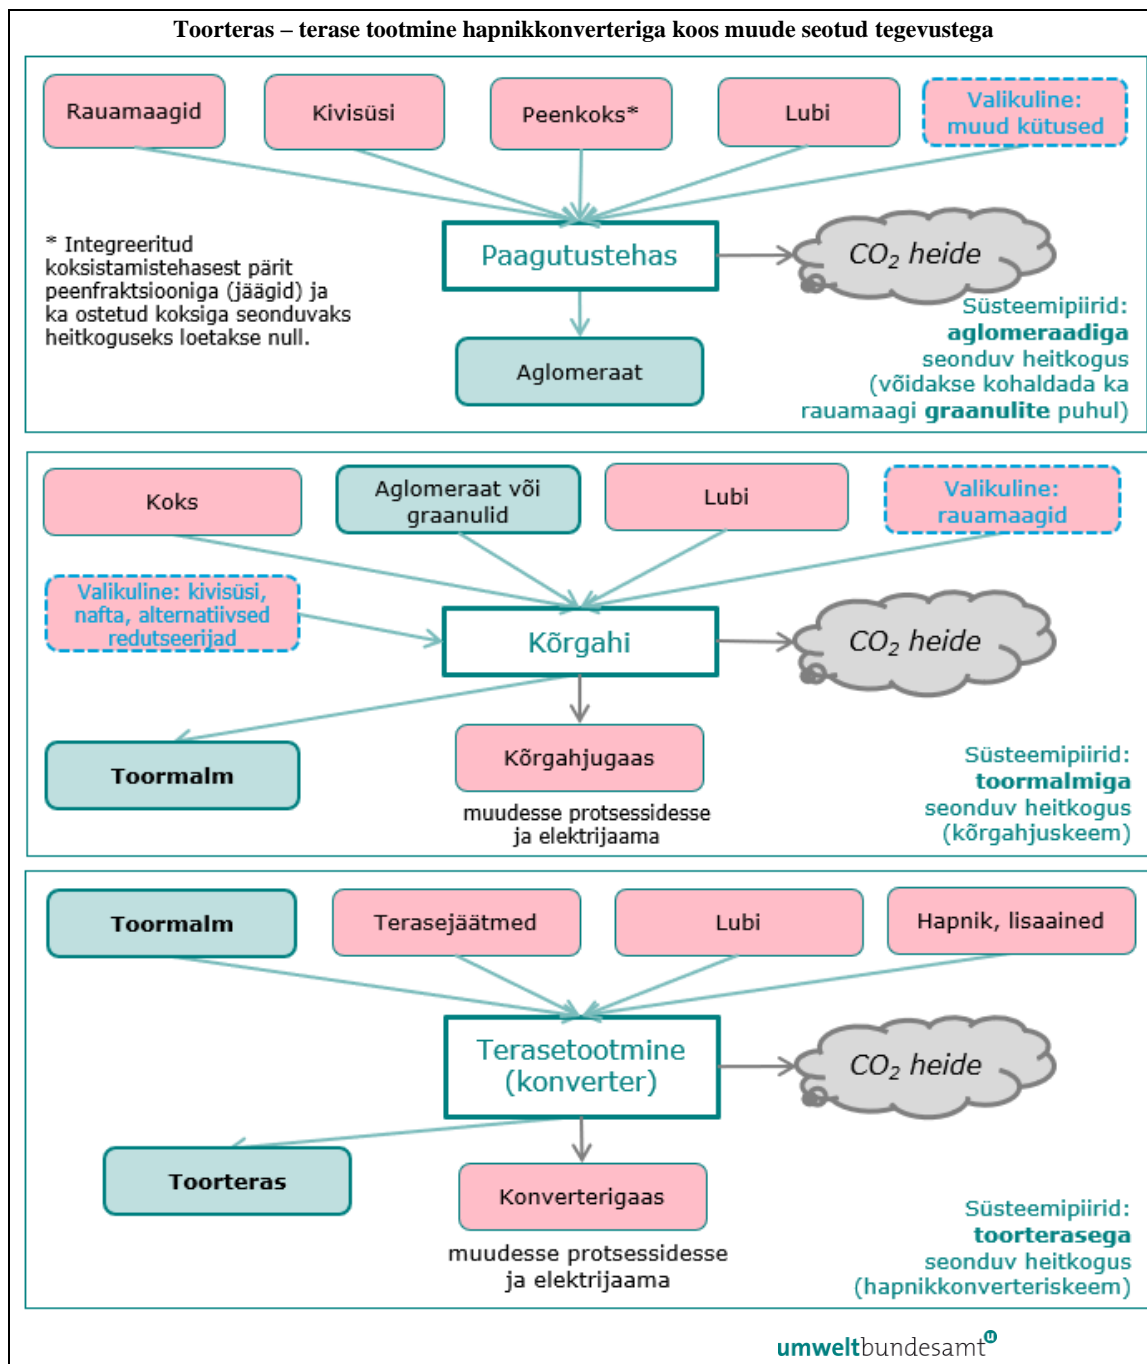 Toorteras – terase tootmine hapnikkonverteriga koos muude seotud tegevustega
Rauamaagid
Kivisüsi
Peenkoks*
Lubi
Valikuline:
muud kütused
* Integreeritud
koksistamistehasest pärit
peenfraktsiooniga (jäägid) ja
ka ostetud koksiga seonduvaks
heitkoguseks loetakse null.
Paagutustehas
CO₂ heide
Aglomeraat
Süsteemipiirid:
aglomeraadiga
seonduv heitkogus
(võidakse kohaldada ka
rauamaagi graanulite puhul)
Koks
Aglomeraat või
graanulid
Lubi
Valikuline:
rauamaagid
Valikuline: kivisüsi,
nafta, alternatiivsed
redutseerijad
Kõrgahi
CO₂ heide
Toormalm
Kõrgahjugaas
muudesse protsessidesse
ja elektrijaama
Süsteemipiirid:
toormalmiga
seonduv heitkogus
(kõrgahjuskeem)
Toormalm
Terasejäätmed
Lubi
Hapnik, lisaained
Terasetootmine
(konverter)
CO₂ heide
Toorteras
Konverterigaas
muudesse protsessidesse
ja elektrijaama
Süsteemipiirid:
toorterasega
seonduv heitkogus
(hapnikkonverteriskeem)
umweltbundesamtᵘ